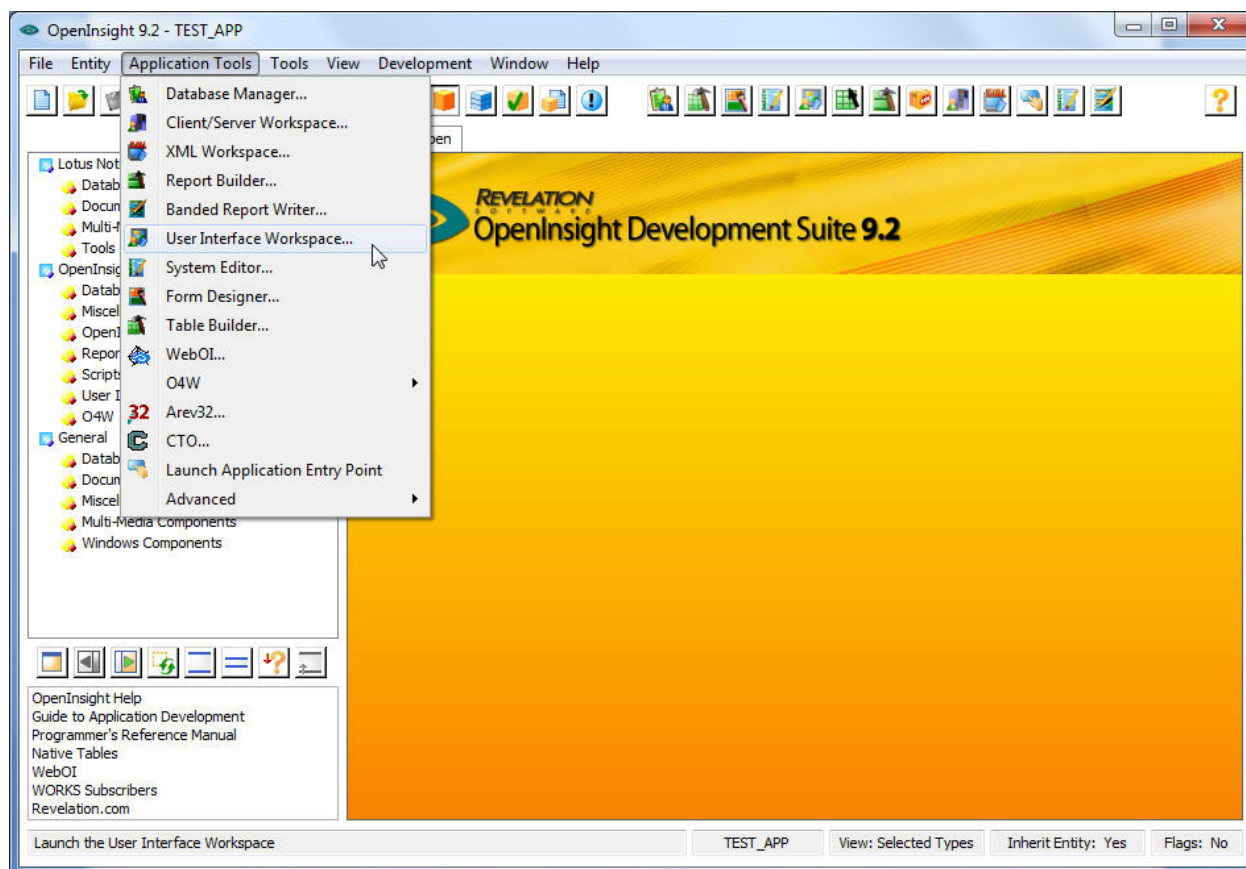 OpenInsight 9.2 - TEST_APP
File Entity Application Tools Tools View Development Window Help
Database Manager...
Client/Server Workspace...
XML Workspace...
Report Builder...
Banded Report Writer...
User Interface Workspace...
System Editor...
Form Designer...
Table Builder...
WebOI...
O4W
32 Arev32...
CTO...
Launch Application Entry Point
Advanced
Lotus Not
Datab
Docun
Tools
OpenInsig
Datab
Miscel
Repor
Script
O4W
General
Datab
Docun
Miscel
Multi-Media Components
Windows Components
REVELATION
SOFTWARE
OpenInsight Development Suite 9.2
OpenInsight Help
Guide to Application Development
Programmer's Reference Manual
Native Tables
WebOI
WORKS Subscribers
Revelation.com
Launch the User Interface Workspace TEST_APP View: Selected Types Inherit Entity: Yes Flags: No